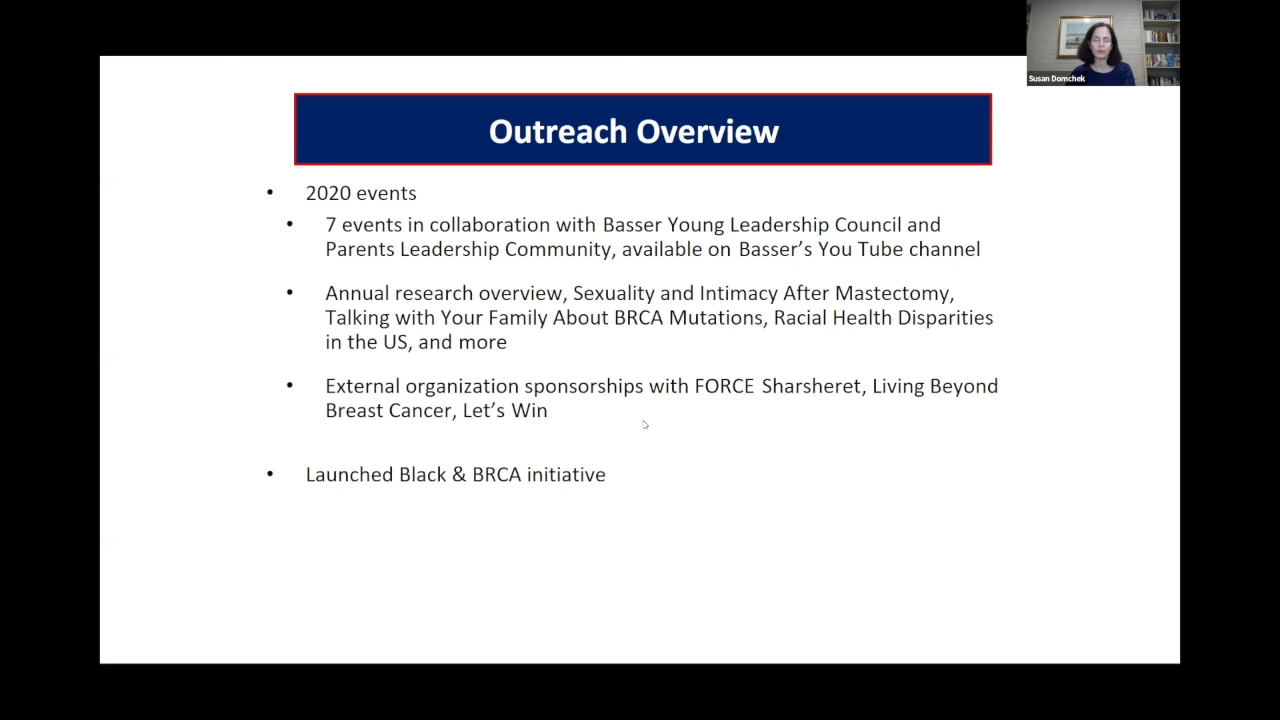 Susan Domchek
Outreach Overview
• 2020 events
• 7 events in collaboration with Basser Young Leadership Council and
Parents Leadership Community, available on Basser’s You Tube channel
• Annual research overview, Sexuality and Intimacy After Mastectomy,
Talking with Your Family About BRCA Mutations, Racial Health Disparities
in the US, and more
• External organization sponsorships with FORCE Sharsheret, Living Beyond
Breast Cancer, Let’s Win
• Launched Black & BRCA initiative